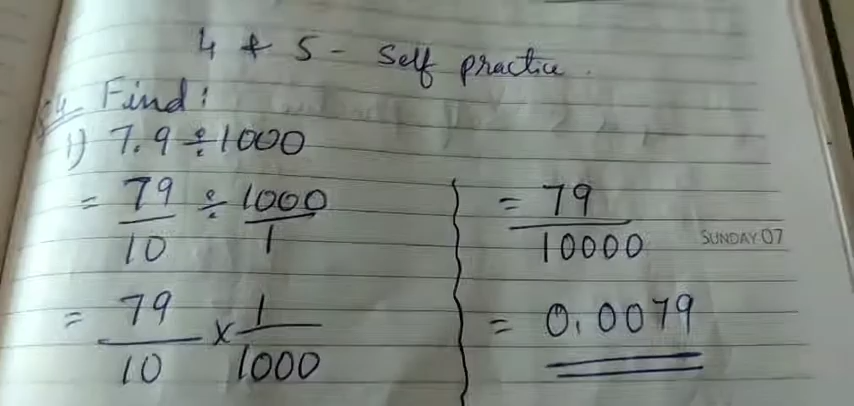 4 & 5 - Self practice.
Q4 Find:
1) 7.9 ÷ 1000
= 79/10 ÷ 1000/1
= 79/10 × 1/1000
= 79/10000
SUNDAY 07
= 0.0079